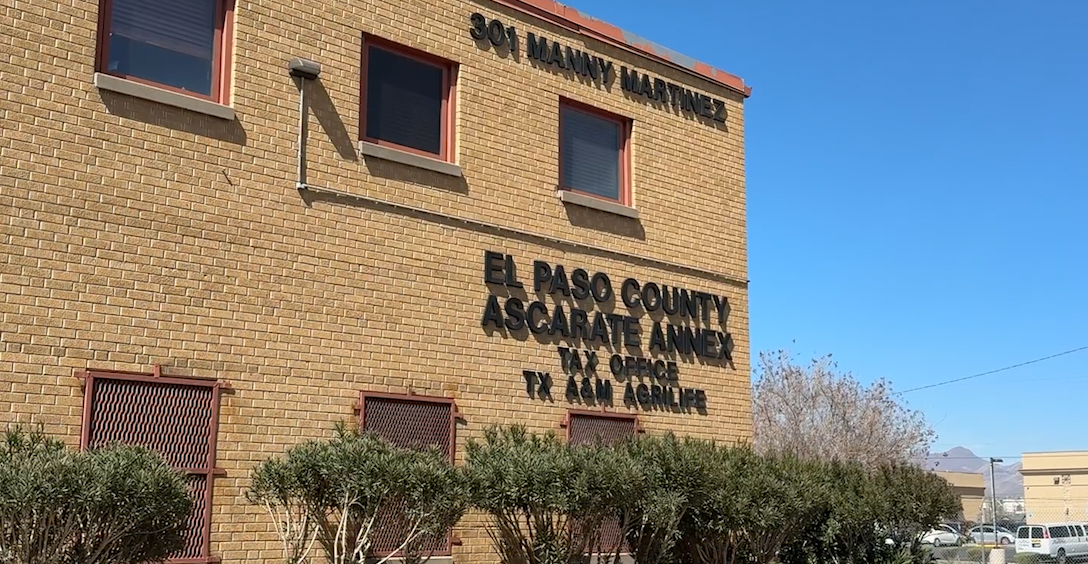 301 MANNY MARTINEZ
EL PASO COUNTY
ASCARATE ANNEX
TAX OFFICE
TX A&M AGRILIFE